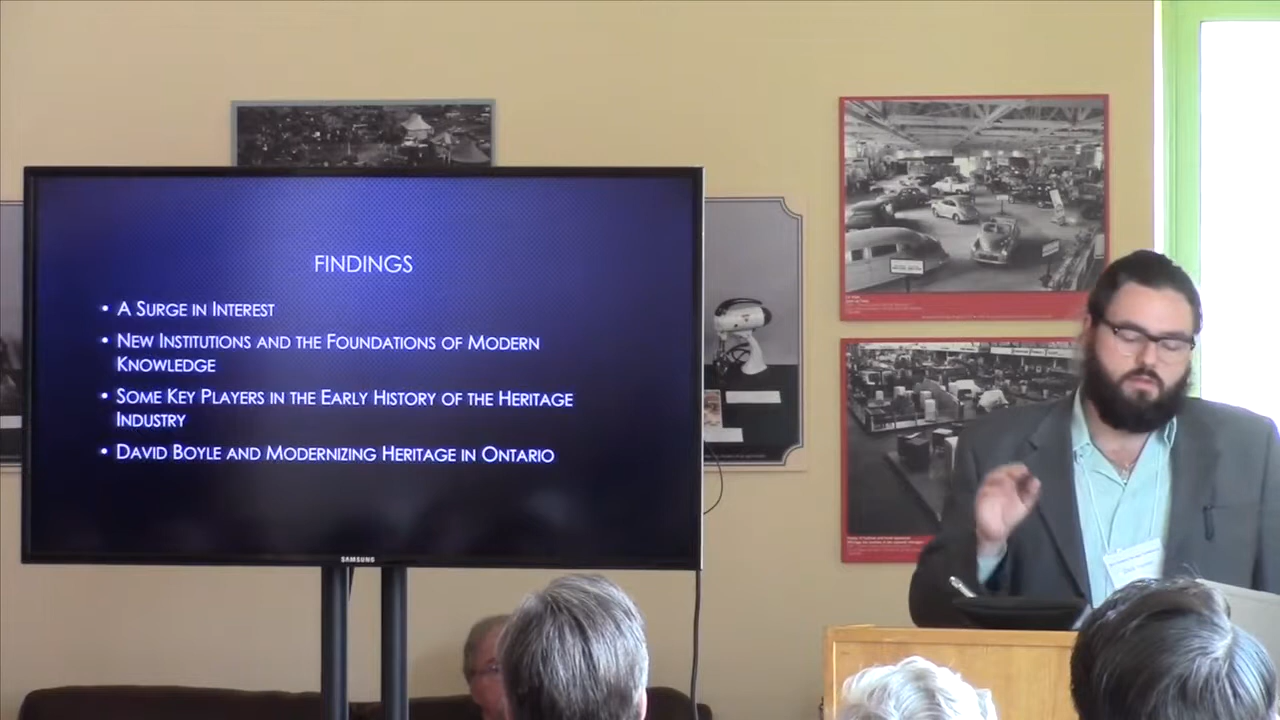 FINDINGS
• A SURGE IN INTEREST
• NEW INSTITUTIONS AND THE FOUNDATIONS OF MODERN
KNOWLEDGE
• SOME KEY PLAYERS IN THE EARLY HISTORY OF THE HERITAGE
INDUSTRY
• DAVID BOYLE AND MODERNIZING HERITAGE IN ONTARIO
SAMSUNG